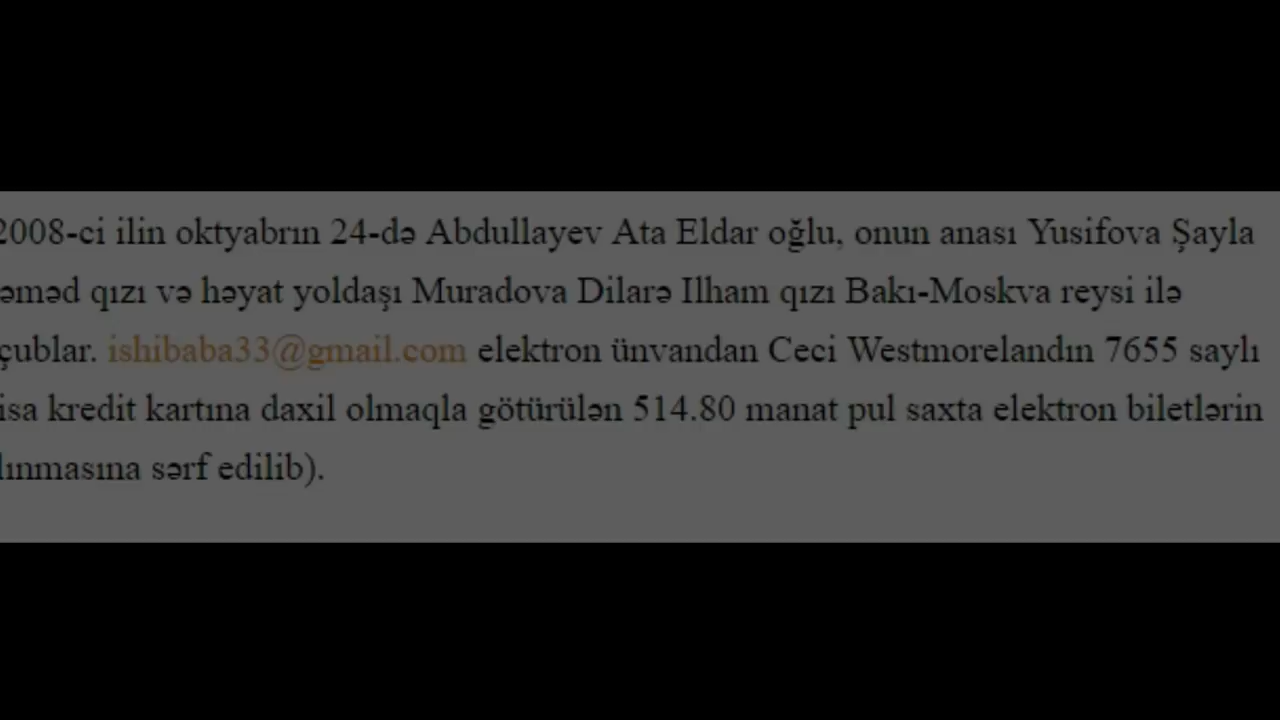 2008-ci ilin oktyabrın 24-də Abdullayev Ata Eldar oğlu, onun anası Yusifova Şayla
əməd qızı və həyat yoldaşı Muradova Dilarə Ilham qızı Bakı-Moskva reysi ilə
çublar. ishibaba33@gmail.com elektron ünvandan Ceci Westmorelandın 7655 saylı
isa kredit kartına daxil olmaqla götürülən 514.80 manat pul saxta elektron biletlərin
lınmasına sərf edilib).